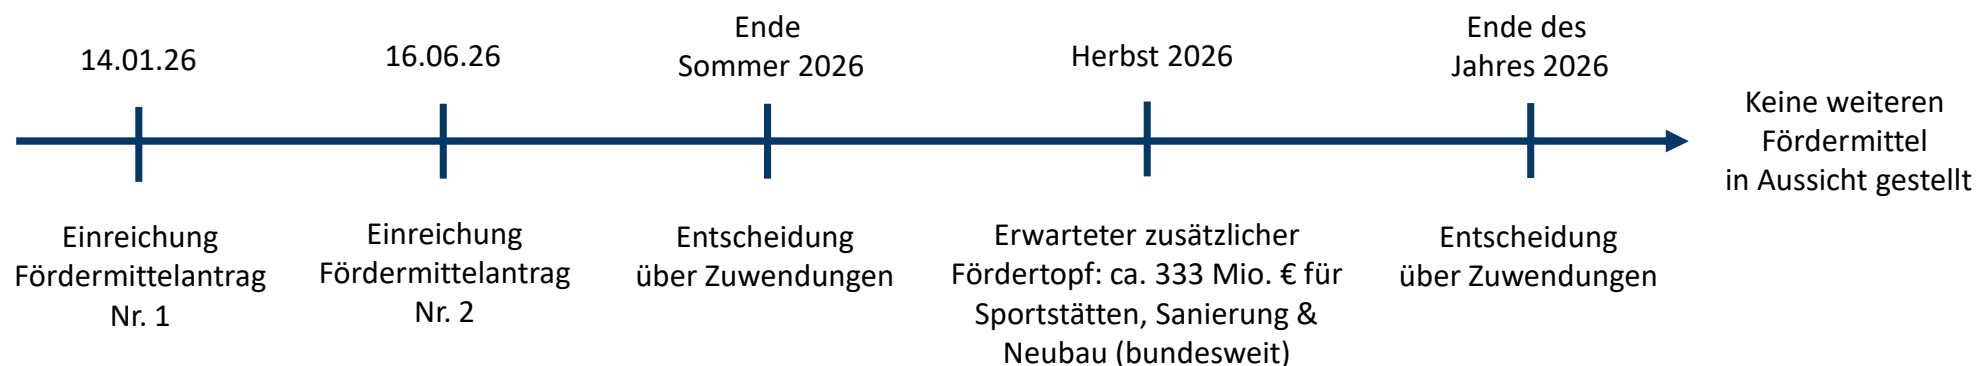 14.01.26
Einreichung
Fördermittelantrag
Nr. 1
16.06.26
Einreichung
Fördermittelantrag
Nr. 2
Ende
Sommer 2026
Entscheidung
über Zuwendungen
Herbst 2026
Erwarteter zusätzlicher
Fördertopf: ca. 333 Mio. € für
Sportstätten, Sanierung &
Neubau (bundesweit)
Ende des
Jahres 2026
Entscheidung
über Zuwendungen
Keine weiteren
Fördermittel
in Aussicht gestellt